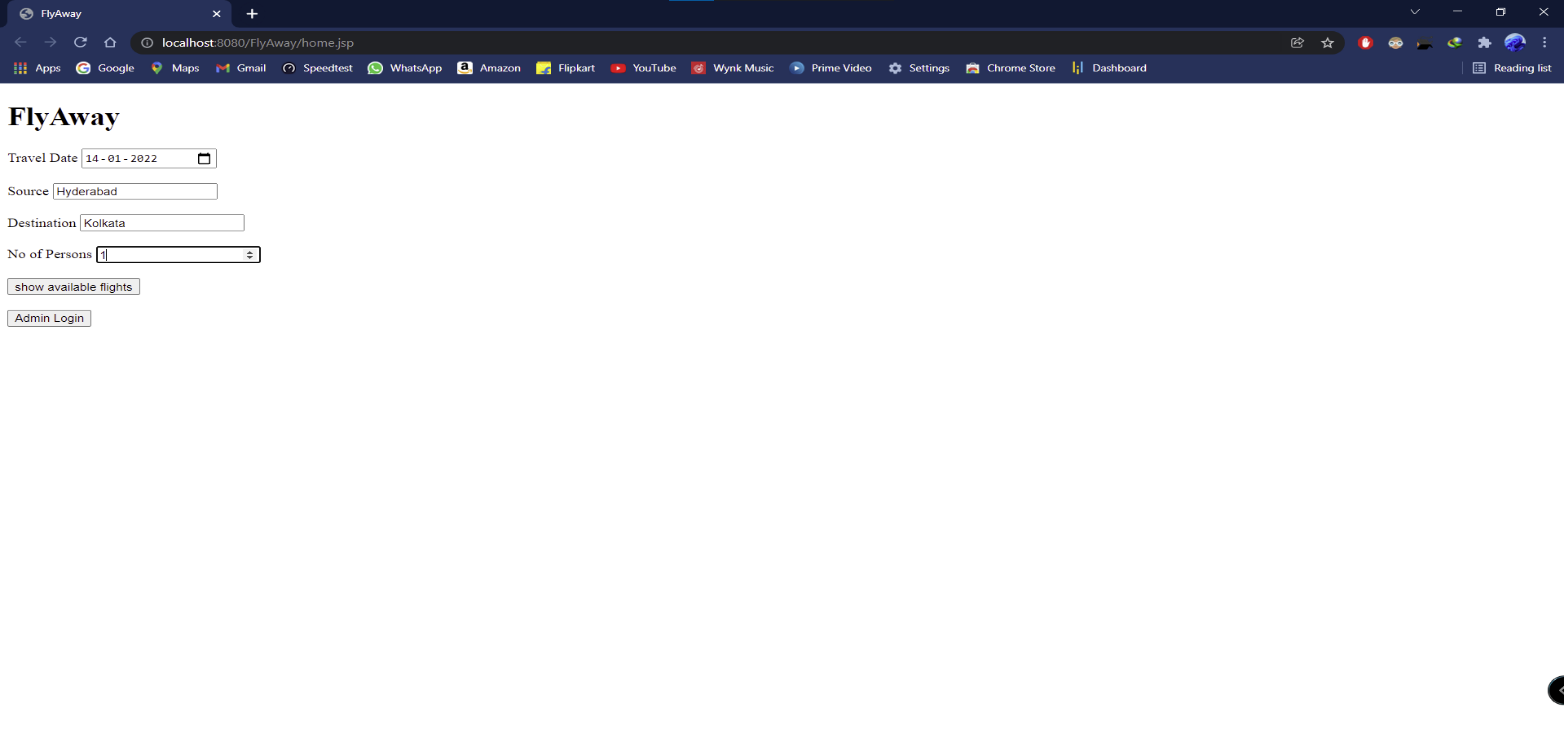 FlyAway
localhost:8080/FlyAway/home.jsp
Apps Google Maps Gmail Speedtest WhatsApp Amazon Flipkart YouTube Wynk Music Prime Video Settings Chrome Store Dashboard Reading list
FlyAway
Travel Date 14-01-2022
Source Hyderabad
Destination Kolkata
No of Persons 1
show available flights
Admin Login